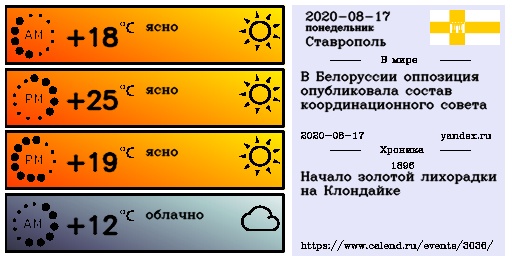 AM
+18 °C ясно
PM
+25 °C ясно
PM
+19 °C ясно
AM
+12 °C облачно
2020-08-17
понедельник
Ставрополь
В мире
В Белоруссии оппозиция
опубликовала состав
координационного совета
2020-08-17 yandex.ru
Хроника
1896
Начало золотой лихорадки
на Клондайке
https://www.calend.ru/events/3036/